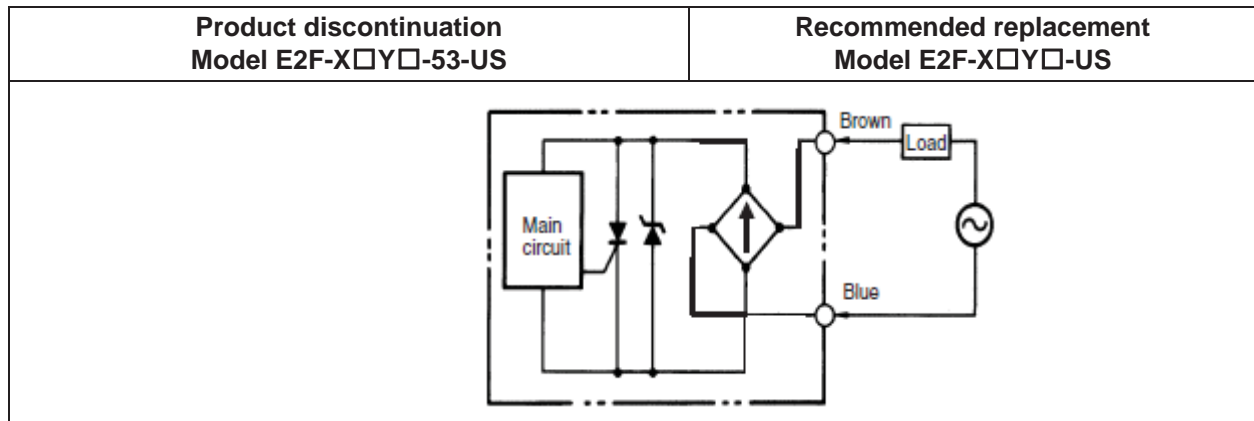 Product discontinuation
Model E2F-X□Y□-53-US
Recommended replacement
Model E2F-X□Y□-US
Brown
Load
Main
circuit
Blue